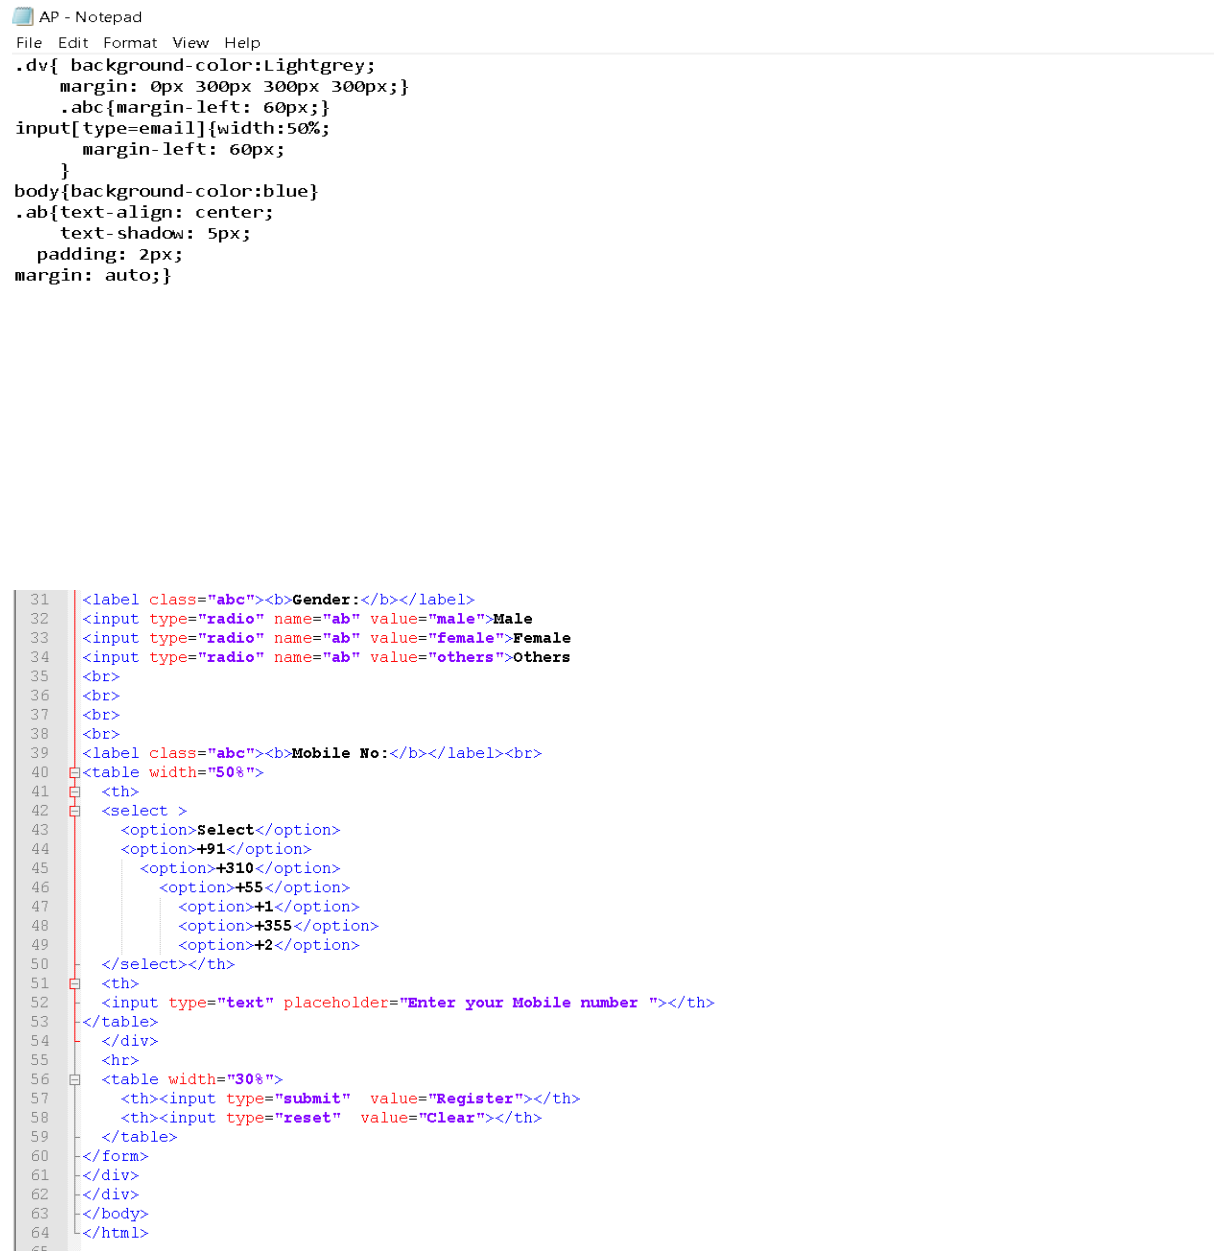 AP - Notepad
File Edit Format View Help
.dv{ background-color:Lightgrey;
    margin: 0px 300px 300px 300px;}
    .abc{margin-left: 60px;}
input[type=email]{width:50%;
      margin-left: 60px;
    }
body{background-color:blue}
.ab{text-align: center;
    text-shadow: 5px;
  padding: 2px;
margin: auto;}
31 <label class="abc"><b>Gender:</b></label>
32 <input type="radio" name="ab" value="male">Male
33 <input type="radio" name="ab" value="female">Female
34 <input type="radio" name="ab" value="others">Others
35 <br>
36 <br>
37 <br>
38 <br>
39 <label class="abc"><b>Mobile No:</b></label><br>
40 <table width="50%">
41   <th>
42   <select >
43     <option>Select</option>
44     <option>+91</option>
45       <option>+310</option>
46         <option>+55</option>
47           <option>+1</option>
48           <option>+355</option>
49           <option>+2</option>
50   </select></th>
51   <th>
52   <input type="text" placeholder="Enter your Mobile number "></th>
53 </table>
54   </div>
55   <hr>
56   <table width="30%">
57     <th><input type="submit"  value="Register"></th>
58     <th><input type="reset"  value="Clear"></th>
59   </table>
60 </form>
61 </div>
62 </div>
63 </body>
64 </html>
65